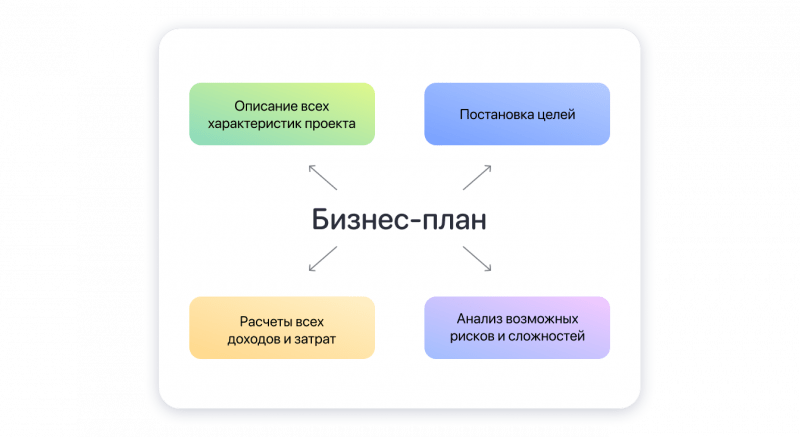 Описание всех
характеристик проекта
Постановка целей
Бизнес-план
Расчеты всех
доходов и затрат
Анализ возможных
рисков и сложностей